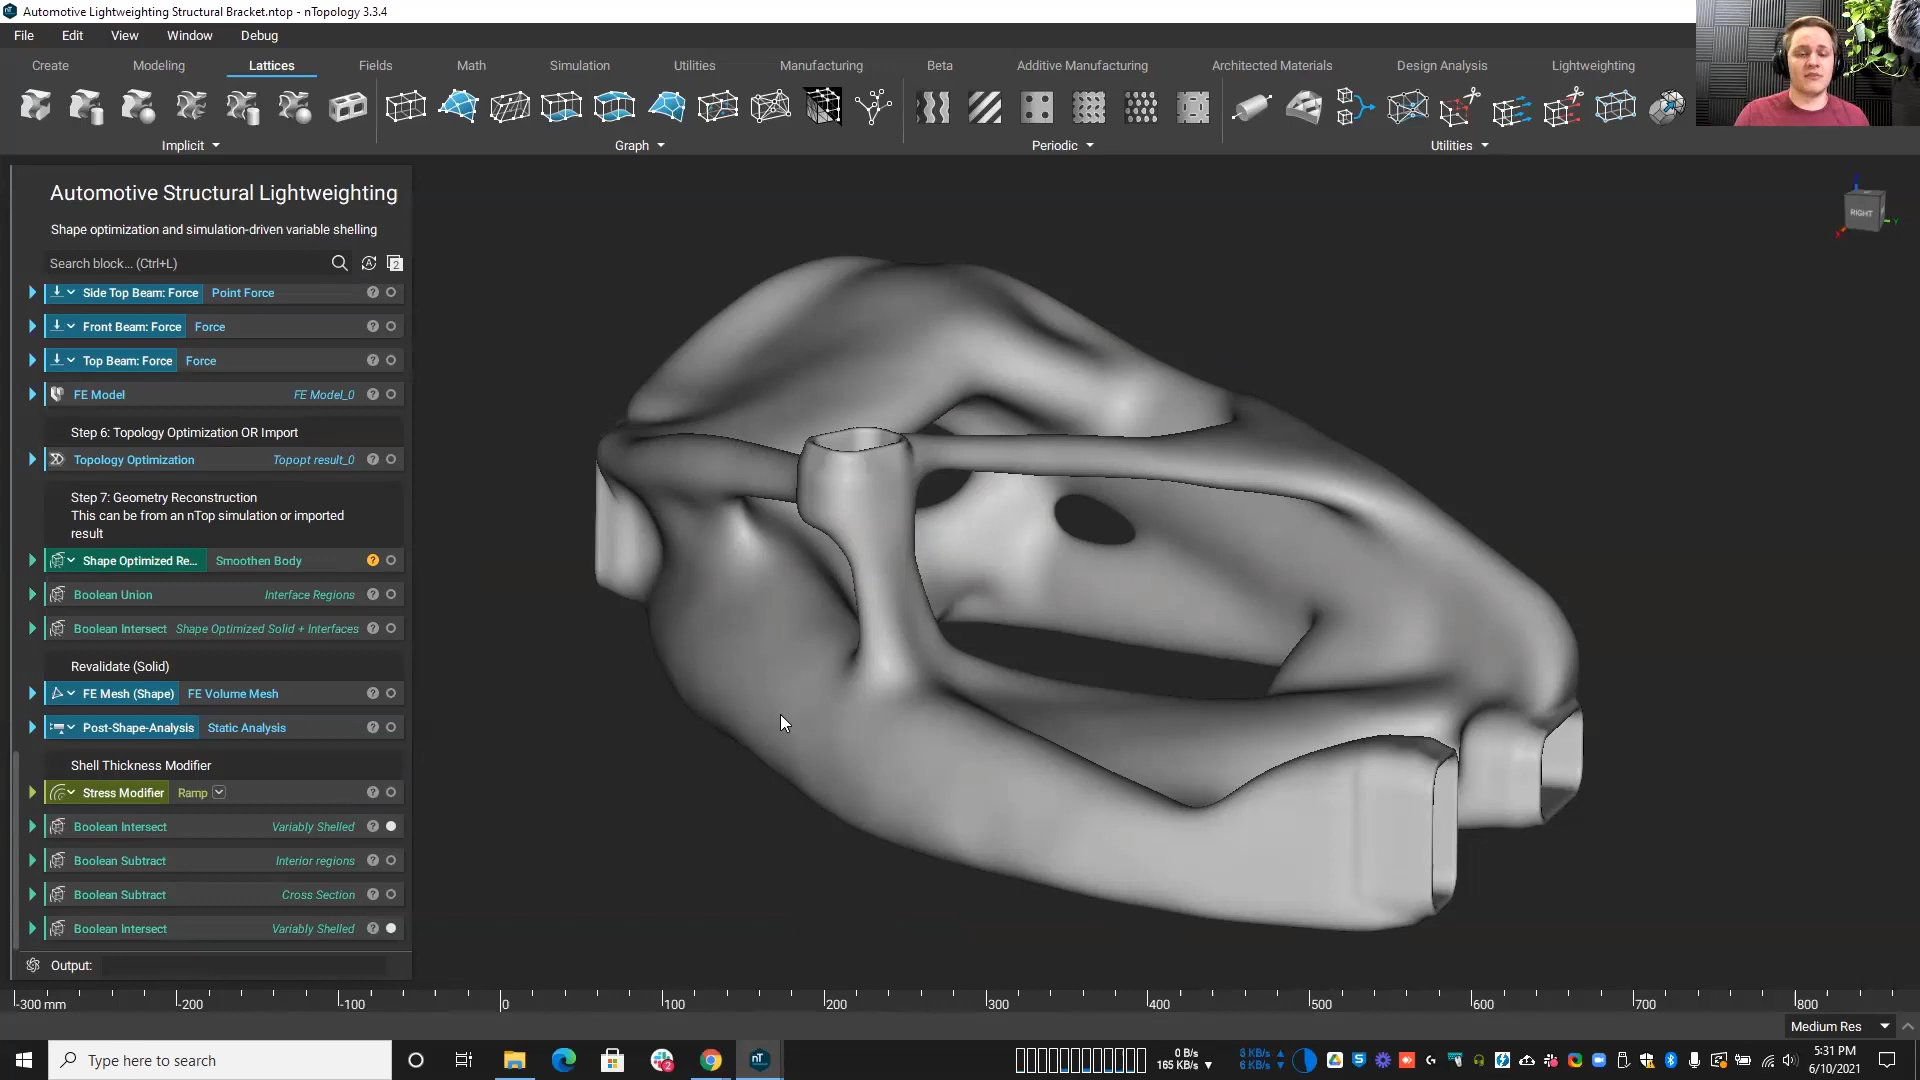 Automotive Lightweighting Structural Bracket.ntop - nTopology 3.3.4
File Edit View Window Debug
Create Modeling Lattices Fields Math Simulation Utilities Manufacturing Beta Additive Manufacturing Architected Materials Design Analysis Lightweighting
Implicit Graph Periodic Utilities
Automotive Structural Lightweighting
Shape optimization and simulation-driven variable shelling
Search block... (Ctrl+L)
2
Side Top Beam: Force Point Force
Front Beam: Force Force
Top Beam: Force Force
FE Model FE Model_0
Step 6: Topology Optimization OR Import
Topology Optimization Topopt result_0
Step 7: Geometry Reconstruction
This can be from an nTop simulation or imported
result
Shape Optimized Re... Smoothen Body
Boolean Union Interface Regions
Boolean Intersect Shape Optimized Solid + Interfaces
Revalidate (Solid)
FE Mesh (Shape) FE Volume Mesh
Post-Shape-Analysis Static Analysis
Shell Thickness Modifier
Stress Modifier Ramp
Boolean Intersect Variably Shelled
Boolean Subtract Interior regions
Boolean Subtract Cross Section
Boolean Intersect Variably Shelled
Output:
RIGHT
-300 mm -200 -100 0 100 200 300 400 500 600 700 800
Medium Res
Type here to search
nT
0 B/s
165 KB/s
3 KB/s
6 KB/s
5:31 PM
6/10/2021